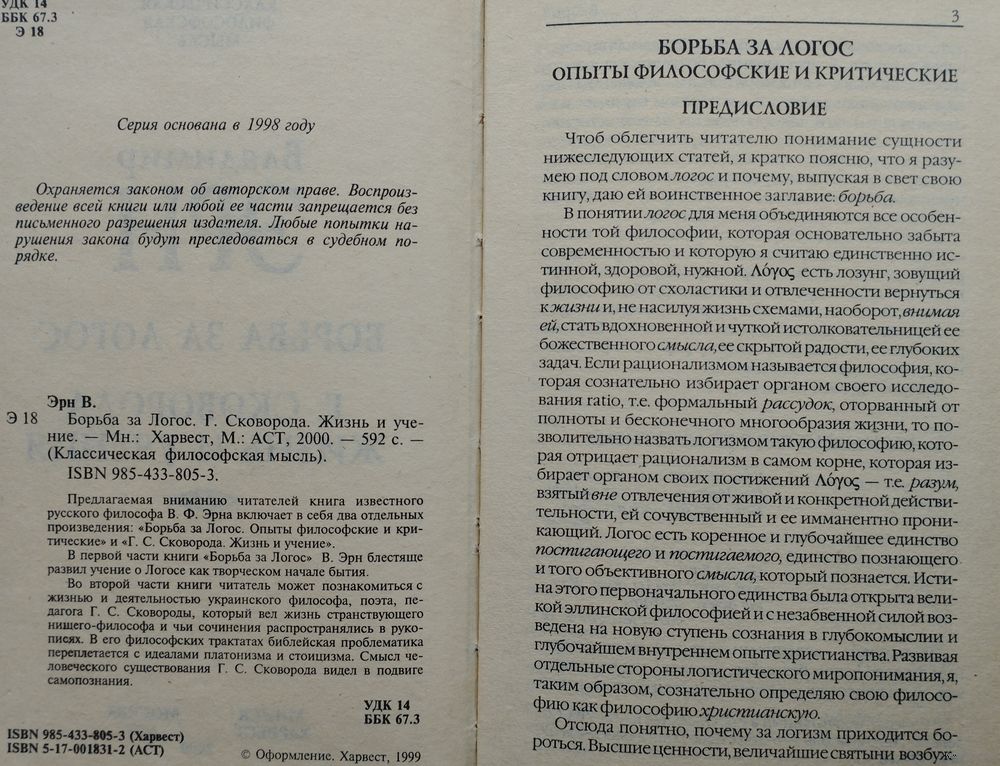 УДК 14
ББК 67.3
Э 18
Серия основана в 1998 году
Охраняется законом об авторском праве. Воспроиз-
ведение всей книги или любой ее части запрещается без
письменного разрешения издателя. Любые попытки на-
рушения закона будут преследоваться в судебном по-
рядке.
Эрн В.
Э 18 Борьба за Логос. Г. Сковорода. Жизнь и уче-
ние. — Мн.: Харвест, М.: АСТ, 2000. — 592 с. —
(Классическая философская мысль).
ISBN 985-433-805-3.
Предлагаемая вниманию читателей книга известного
русского философа В. Ф. Эрна включает в себя два отдельных
произведения: «Борьба за Логос. Опыты философские и кри-
тические» и «Г. С. Сковорода. Жизнь и учение».
В первой части книги «Борьба за Логос» В. Эрн блестяще
развил учение о Логосе как творческом начале бытия.
Во второй части книги читатель может познакомиться с
жизнью и деятельностью украинского философа, поэта, пе-
дагога Г. С. Сковороды, который вел жизнь странствующего
нищего-философа и чьи сочинения распространялись в руко-
писях. В его философских трактатах библейская проблематика
переплетается с идеалами платонизма и стоицизма. Смысл че-
ловеческого существования Г. С. Сковорода видел в подвиге
самопознания.
УДК 14
ББК 67.3
ISBN 985-433-805-3 (Харвест)
ISBN 5-17-001831-2 (АСТ)
© Оформление. Харвест, 1999
3
БОРЬБА ЗА ЛОГОС
ОПЫТЫ ФИЛОСОФСКИЕ И КРИТИЧЕСКИЕ
ПРЕДИСЛОВИЕ
Чтоб облегчить читателю понимание сущности
нижеследующих статей, я кратко поясню, что я разу-
мею под словом логос и почему, выпуская в свет свою
книгу, даю ей воинственное заглавие: борьба.
В понятии логос для меня объединяются все особен-
ности той философии, которая основательно забыта
современностью и которую я считаю единственно ис-
тинной, здоровой, нужной. Λόγος есть лозунг, зовущий
философию от схоластики и отвлеченности вернуться
к жизни и, не насилуя жизнь схемами, наоборот, внимая
ей, стать вдохновенной и чуткой истолковательницей ее
божественного смысла, ее скрытой радости, ее глубоких
задач. Если рационализмом называется философия, ко-
торая сознательно избирает органом своего исследо-
вания ratio, т.е. формальный рассудок, оторванный от
полноты и бесконечного многообразия жизни, то по-
зволительно назвать логизмом такую философию, кото-
рая отрицает рационализм в самом корне, которая из-
бирает органом своих постижений Λόγος — т.е. разум,
взятый вне отвлечения от живой и конкретной действи-
тельности, ей сочувственный и ее имманентно прони-
кающий. Логос есть коренное и глубочайшее единство
постигающего и постигаемого, единство познающего
и того объективного смысла, который познается. Исти-
на этого первоначального единства была открыта вели-
кой эллинской философией и с незабвенной силой воз-
ведена на новую ступень сознания в глубокомыслии и
глубочайшем внутреннем опыте христианства. Развивая
отдельные стороны логистического миропонимания, я,
таким образом, сознательно определяю свою филосо-
фию как философию христианскую.
Отсюда понятно, почему за логизм приходится бо-
роться. Высшие ценности, величайшие святыни возбуж-